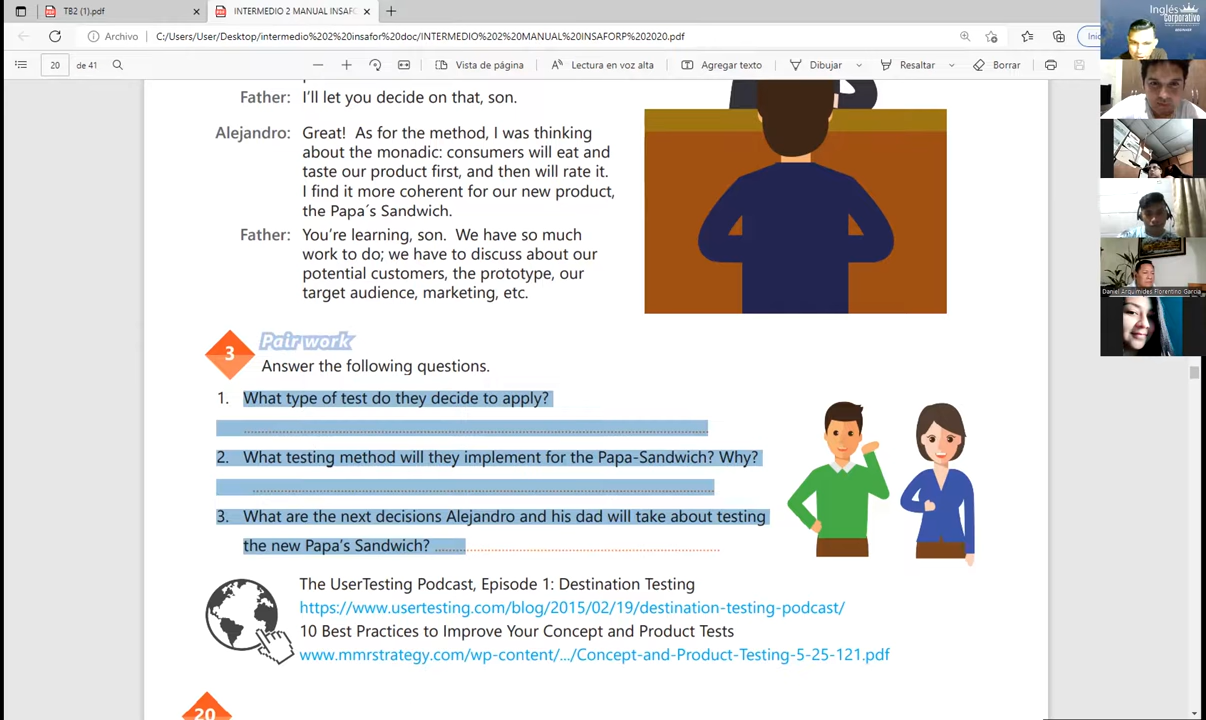 TB2 (1).pdf
INTERMEDIO 2 MANUAL INSAFO
Archivo
C:/Users/User/Desktop/intermedio%202%20insafor%20doc/INTERMEDIO%202%20MANUAL%20INSAFORP%202020.pdf
Inglés
Corporativo
20
de 41
Vista de página
Lectura en voz alta
Agregar texto
Dibujar
Resaltar
Borrar
Father: I'll let you decide on that, son.
Alejandro: Great! As for the method, I was thinking
about the monadic: consumers will eat and
taste our product first, and then will rate it.
I find it more coherent for our new product,
the Papa´s Sandwich.
Father: You're learning, son. We have so much
work to do; we have to discuss about our
potential customers, the prototype, our
target audience, marketing, etc.
Daniel Arquimides Florentino Garcia
3
Pair work
Answer the following questions.
1. What type of test do they decide to apply?
2. What testing method will they implement for the Papa-Sandwich? Why?
3. What are the next decisions Alejandro and his dad will take about testing
the new Papa's Sandwich?
The UserTesting Podcast, Episode 1: Destination Testing
https://www.usertesting.com/blog/2015/02/19/destination-testing-podcast/
10 Best Practices to Improve Your Concept and Product Tests
www.mmrstrategy.com/wp-content/.../Concept-and-Product-Testing-5-25-121.pdf
20